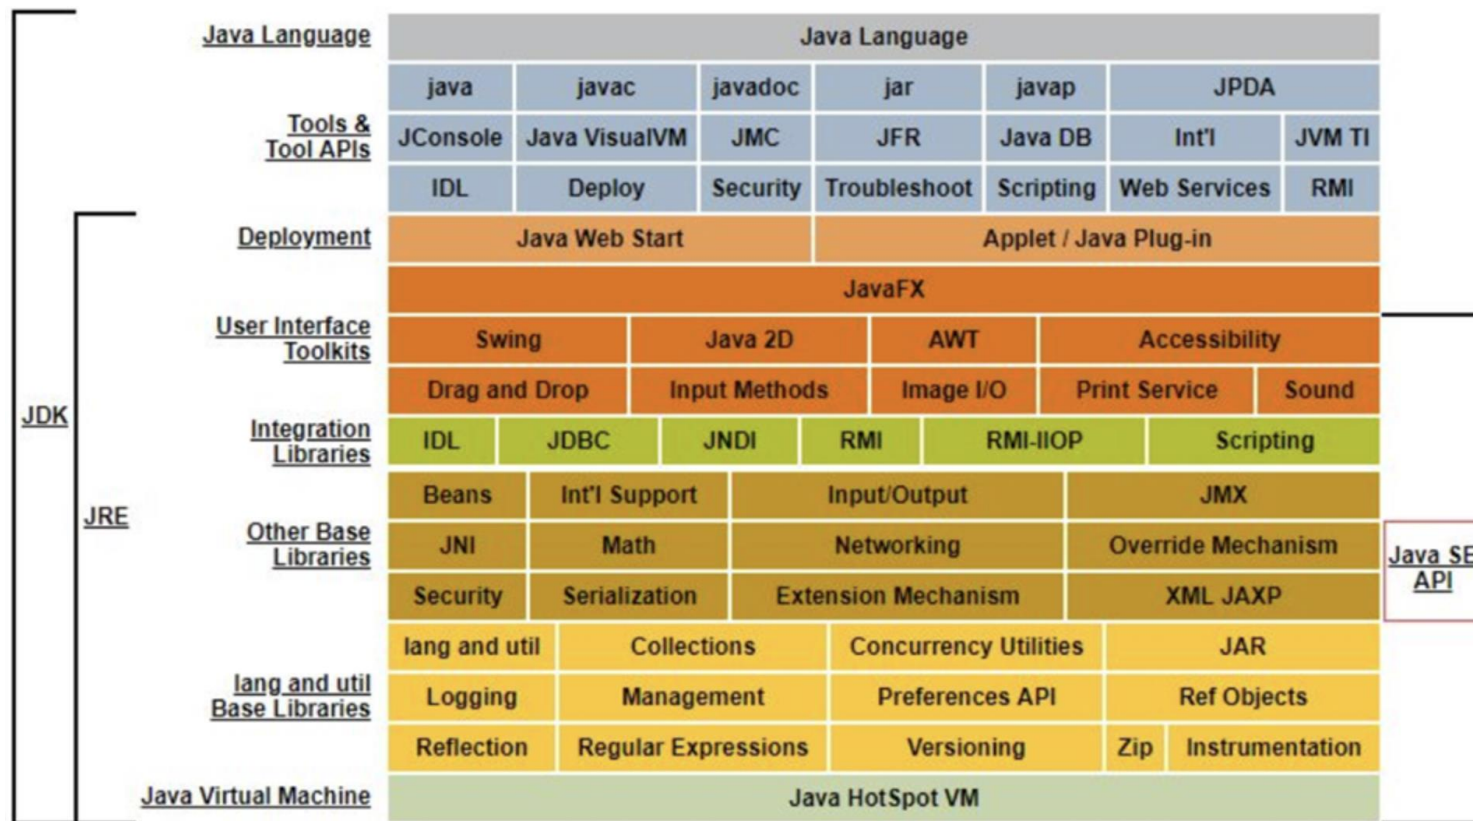 Java Language Java Language
java javac javadoc jar javap JPDA
Tools &
Tool APIs
JConsole Java VisualVM JMC JFR Java DB Int'l JVM TI
IDL Deploy Security Troubleshoot Scripting Web Services RMI
Deployment Java Web Start Applet / Java Plug-in
JavaFX
User Interface
Toolkits
Swing Java 2D AWT Accessibility
Drag and Drop Input Methods Image I/O Print Service Sound
JDK
Integration
Libraries
IDL JDBC JNDI RMI RMI-IIOP Scripting
Beans Int'l Support Input/Output JMX
JRE
Other Base
Libraries
JNI Math Networking Override Mechanism
Java SE
API
Security Serialization Extension Mechanism XML JAXP
lang and util Collections Concurrency Utilities JAR
lang and util
Base Libraries
Logging Management Preferences API Ref Objects
Reflection Regular Expressions Versioning Zip Instrumentation
Java Virtual Machine Java HotSpot VM